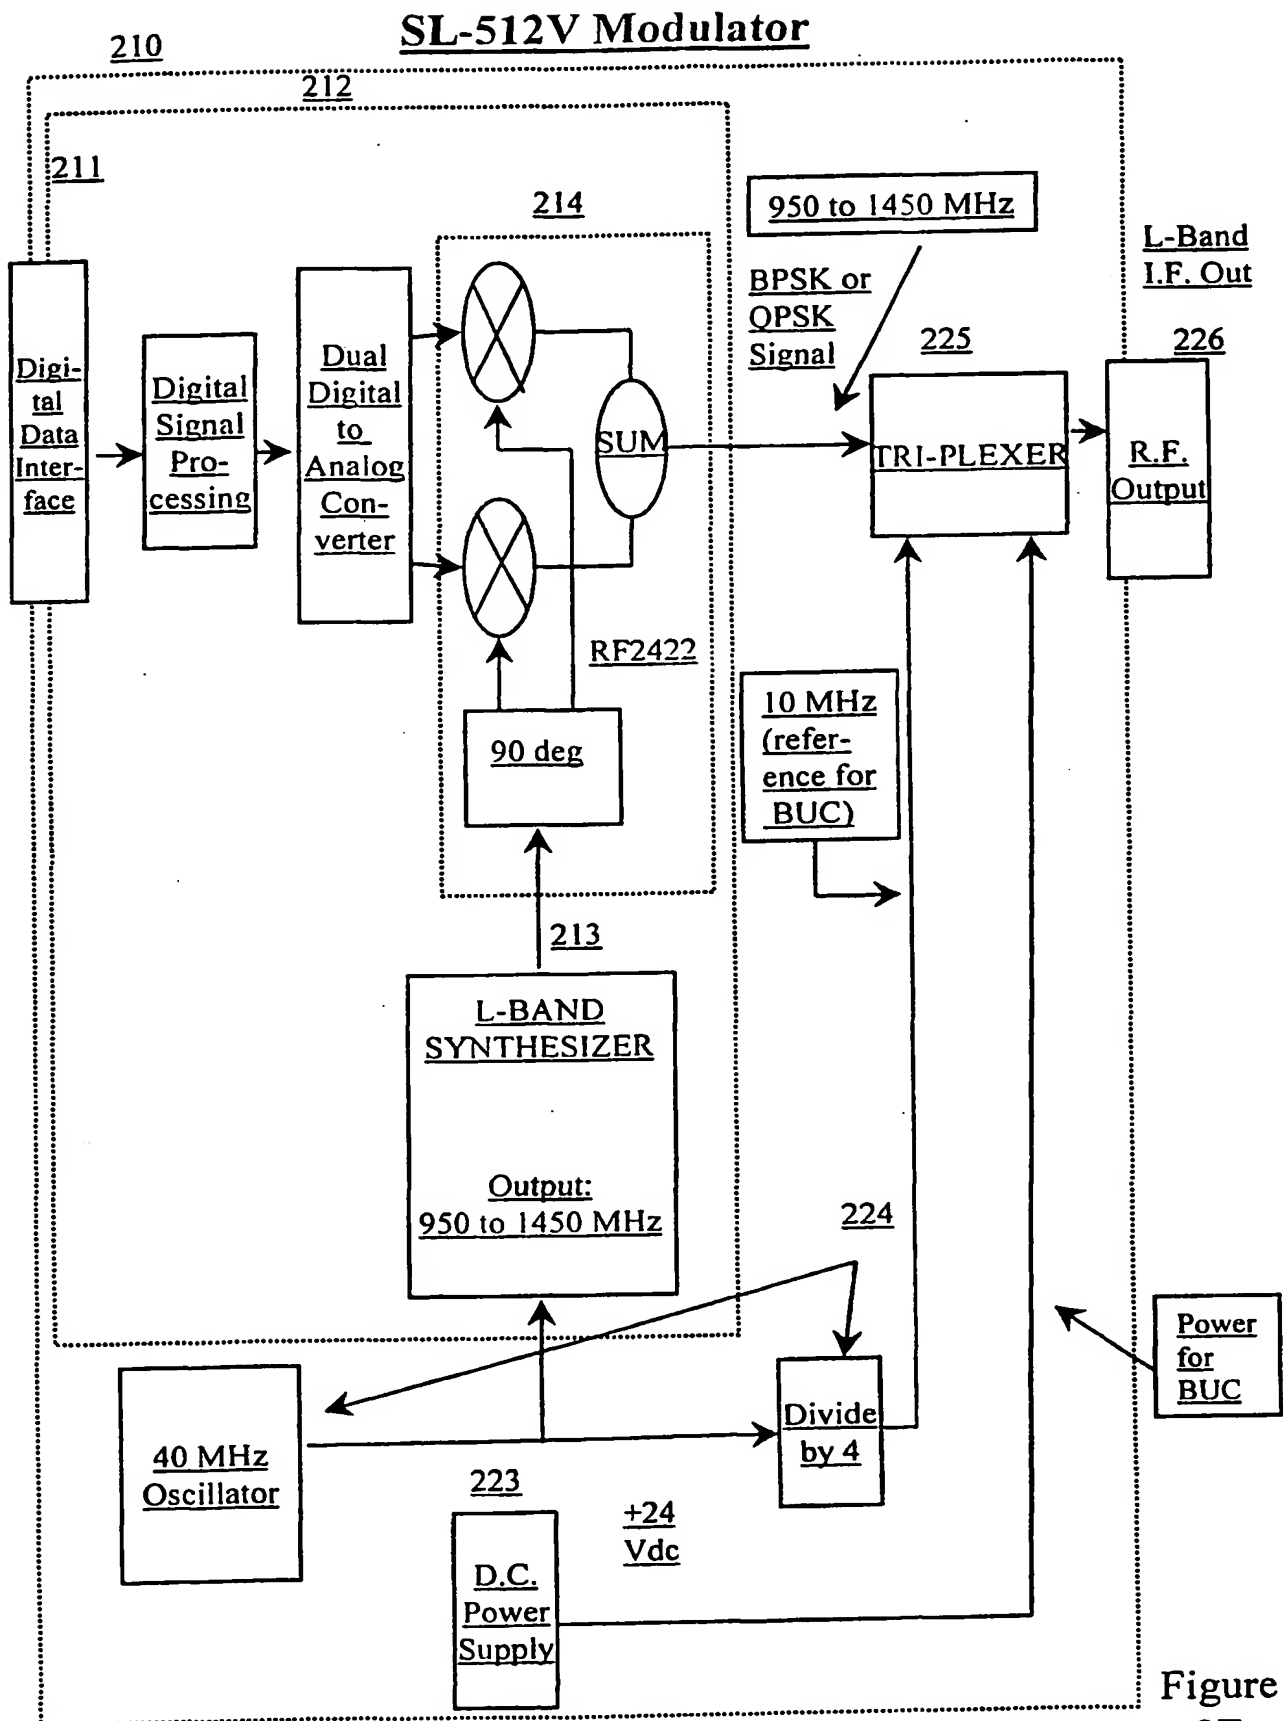 SL-512V Modulator
210
212
211
214
950 to 1450 MHz
L-Band
I.F. Out
BPSK or
QPSK
Signal
225
226
Digi-
tal
Data
Inter-
face
Digital
Signal
Pro-
cessing
Dual
Digital
to
Analog
Con-
verter
SUM
TRI-PLEXER
R.F.
Output
RF2422
90 deg
10 MHz
(refer-
ence for
BUC)
213
L-BAND
SYNTHESIZER
Output:
950 to 1450 MHz
224
Power
for
BUC
40 MHz
Oscillator
Divide
by 4
223
+24
Vdc
D.C.
Power
Supply
Figure